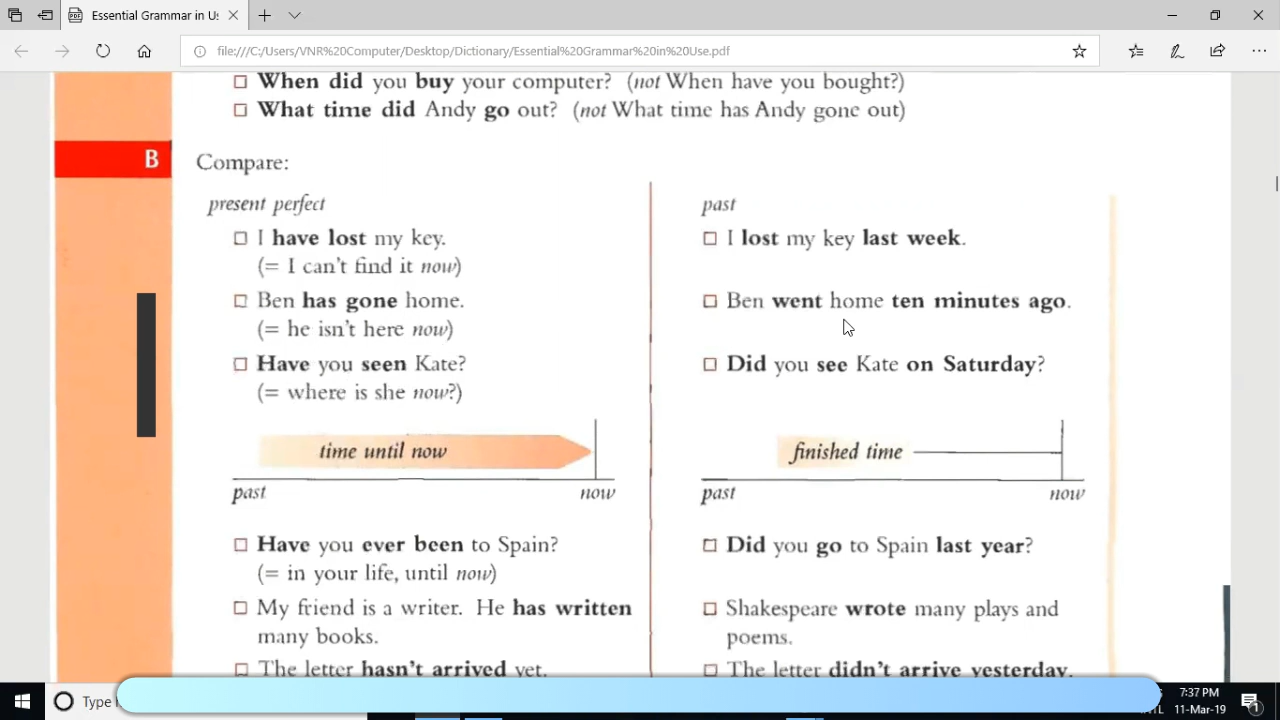 file:///C:/Users/VNR%20Computer/Desktop/Dictionary/Essential%20Grammar%20in%20Use.pdf
When did you buy your computer? (not When have you bought?)
What time did Andy go out? (not What time has Andy gone out)
B
Compare:
present perfect
I have lost my key.
(= I can't find it now)
Ben has gone home.
(= he isn't here now)
Have you seen Kate?
(= where is she now?)
time until now
past now
Have you ever been to Spain?
(= in your life, until now)
My friend is a writer. He has written
many books.
The letter hasn't arrived yet.
past
I lost my key last week.
Ben went home ten minutes ago.
Did you see Kate on Saturday?
finished time
past now
Did you go to Spain last year?
Shakespeare wrote many plays and
poems.
The letter didn't arrive yesterday.
Type
7:37 PM
11-Mar-19
1